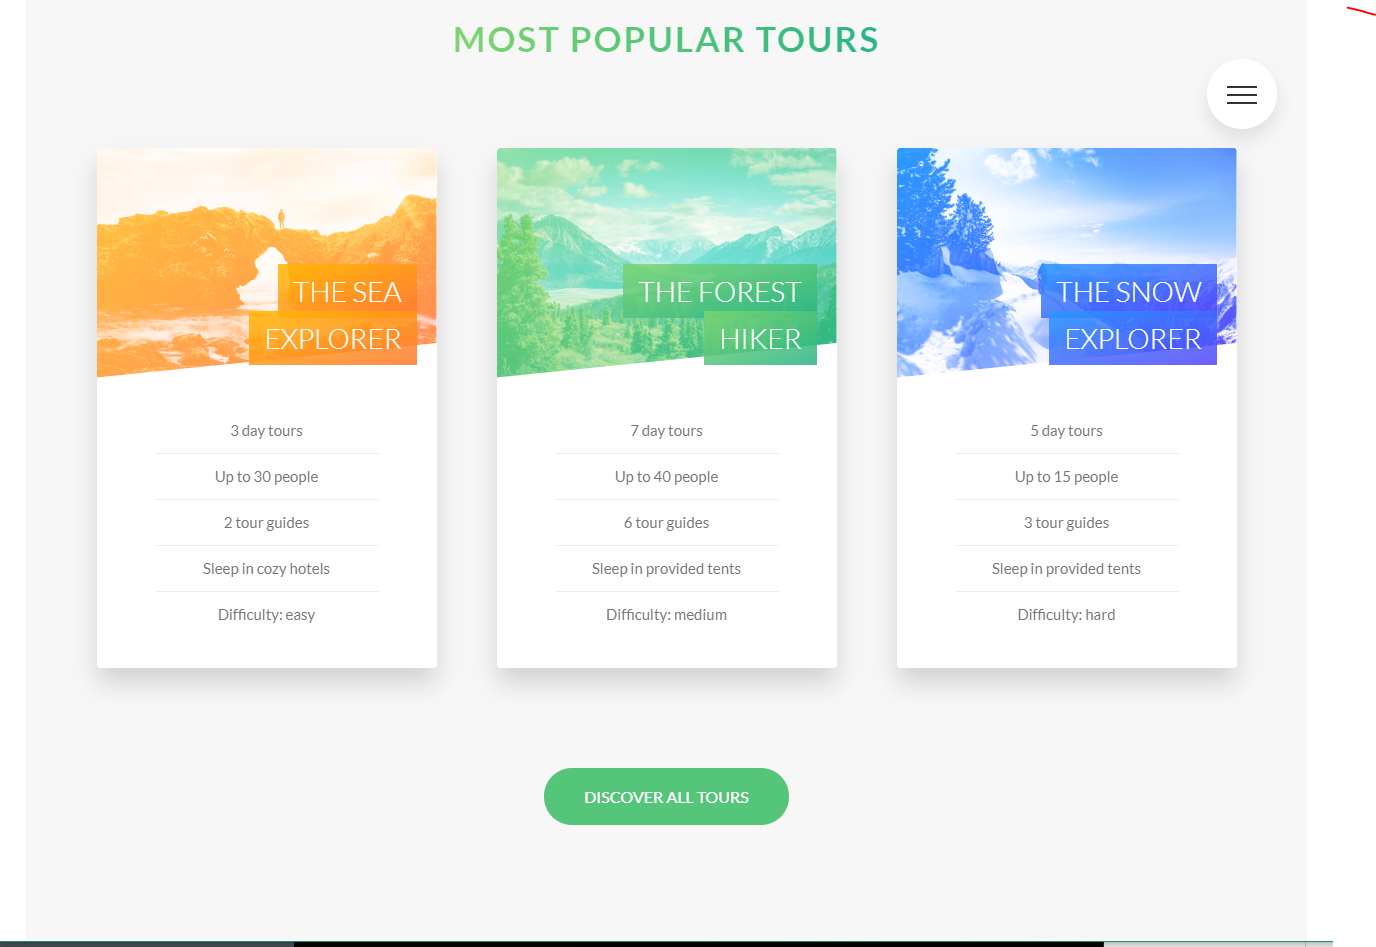 MOST POPULAR TOURS
THE SEA
EXPLORER
3 day tours
Up to 30 people
2 tour guides
Sleep in cozy hotels
Difficulty: easy
THE FOREST
HIKER
7 day tours
Up to 40 people
6 tour guides
Sleep in provided tents
Difficulty: medium
THE SNOW
EXPLORER
5 day tours
Up to 15 people
3 tour guides
Sleep in provided tents
Difficulty: hard
DISCOVER ALL TOURS